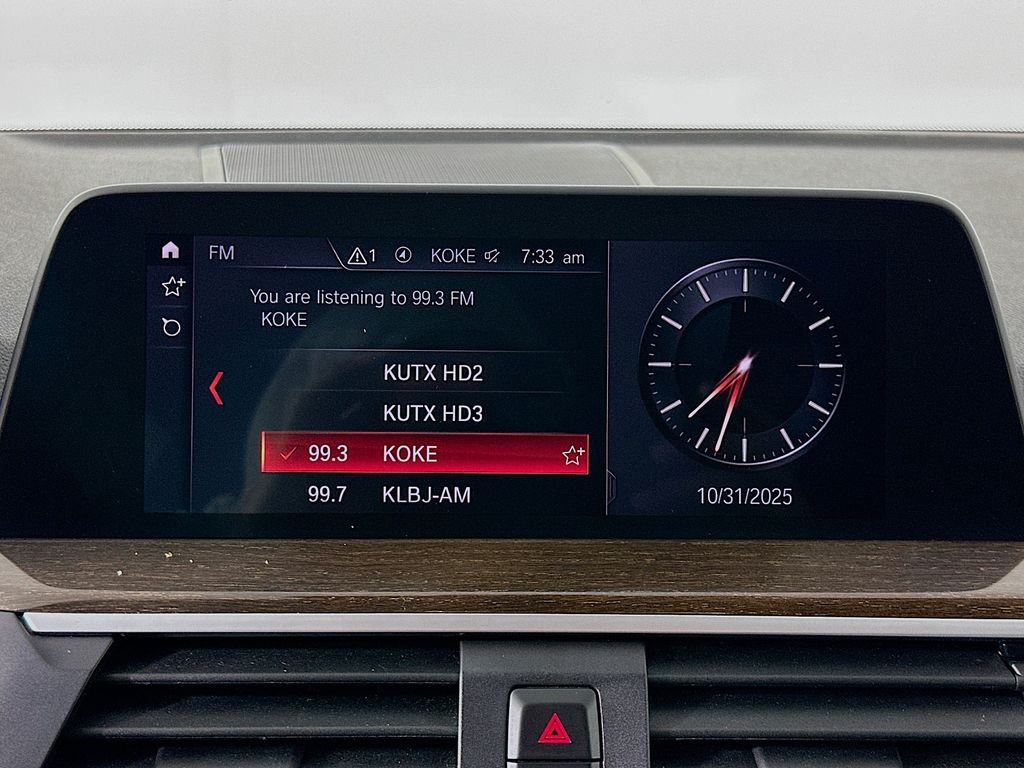 FM
1
KOKE
7:33 am
You are listening to 99.3 FM
KOKE
KUTX HD2
KUTX HD3
99.3 KOKE
99.7 KLBJ-AM
10/31/2025